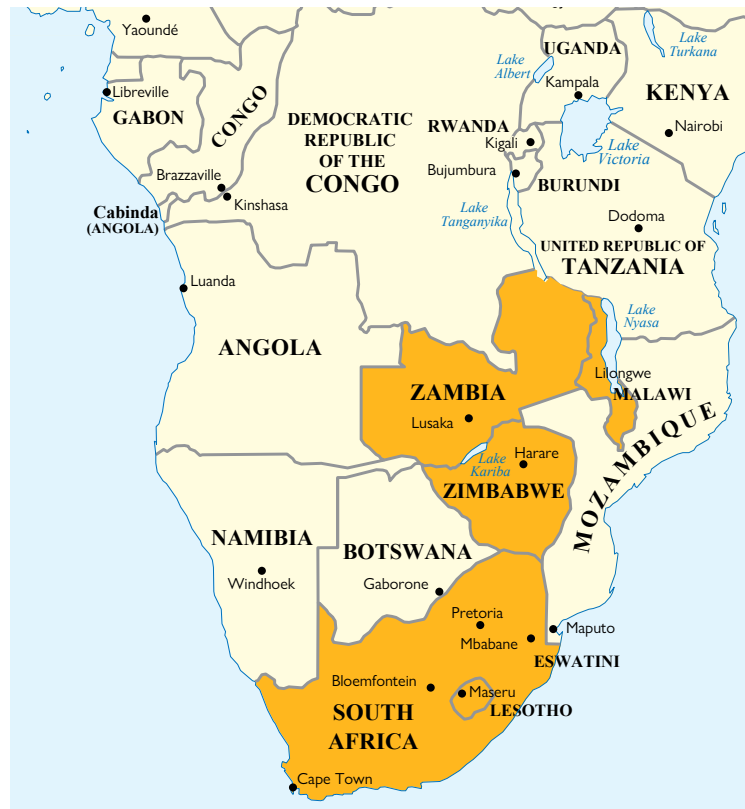 Yaoundé
Lake
Turkana
UGANDA
Lake
Albert
Libreville
Kampala
KENYA
GABON
CONGO
DEMOCRATIC
REPUBLIC
OF THE
CONGO
RWANDA
Kigali
Nairobi
Lake
Victoria
Brazzaville
Bujumbura
BURUNDI
Kinshasa
Cabinda
(ANGOLA)
Lake
Tanganyika
Dodoma
UNITED REPUBLIC OF
TANZANIA
Luanda
Lake
Nyasa
ANGOLA
Lilongwe
MALAWI
ZAMBIA
Lusaka
MOZAMBIQUE
Harare
Lake
Kariba
ZIMBABWE
NAMIBIA
BOTSWANA
Windhoek
Gaborone
Pretoria
Maputo
Mbabane
ESWATINI
Bloemfontein
Maseru
LESOTHO
SOUTH
AFRICA
Cape Town